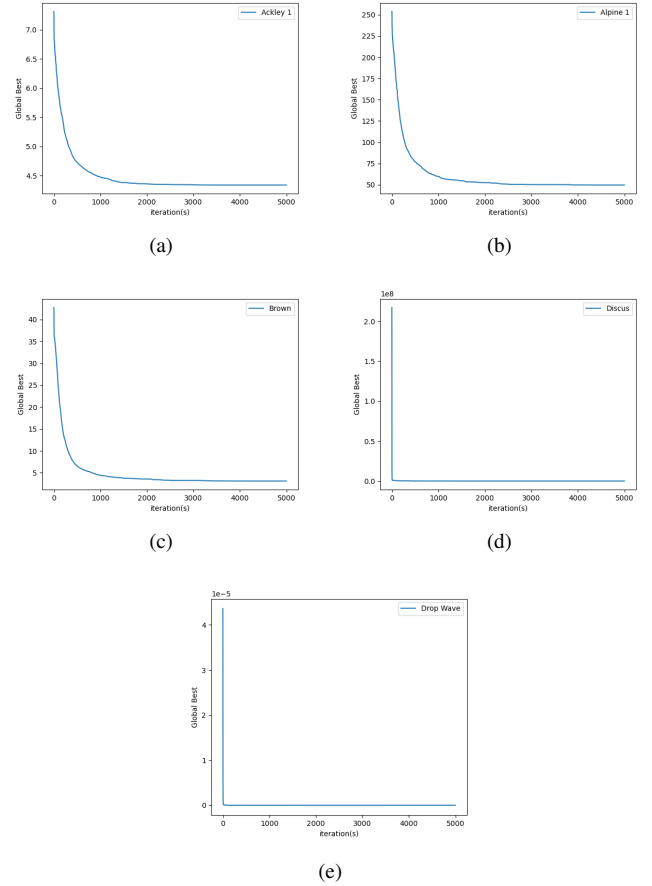 Ackley 1
7.0
6.5
6.0
5.5
5.0
4.5
Global Best
0 1000 2000 3000 4000 5000
iteration(s)
(a)
Alpine 1
250
225
200
175
150
125
100
75
50
Global Best
0 1000 2000 3000 4000 5000
iteration(s)
(b)
Brown
40
35
30
25
20
15
10
5
Global Best
0 1000 2000 3000 4000 5000
iteration(s)
(c)
1e8
Discus
2.0
1.5
1.0
0.5
0.0
Global Best
0 1000 2000 3000 4000 5000
iteration(s)
(d)
1e−5
Drop Wave
4
3
2
1
0
Global Best
0 1000 2000 3000 4000 5000
iteration(s)
(e)